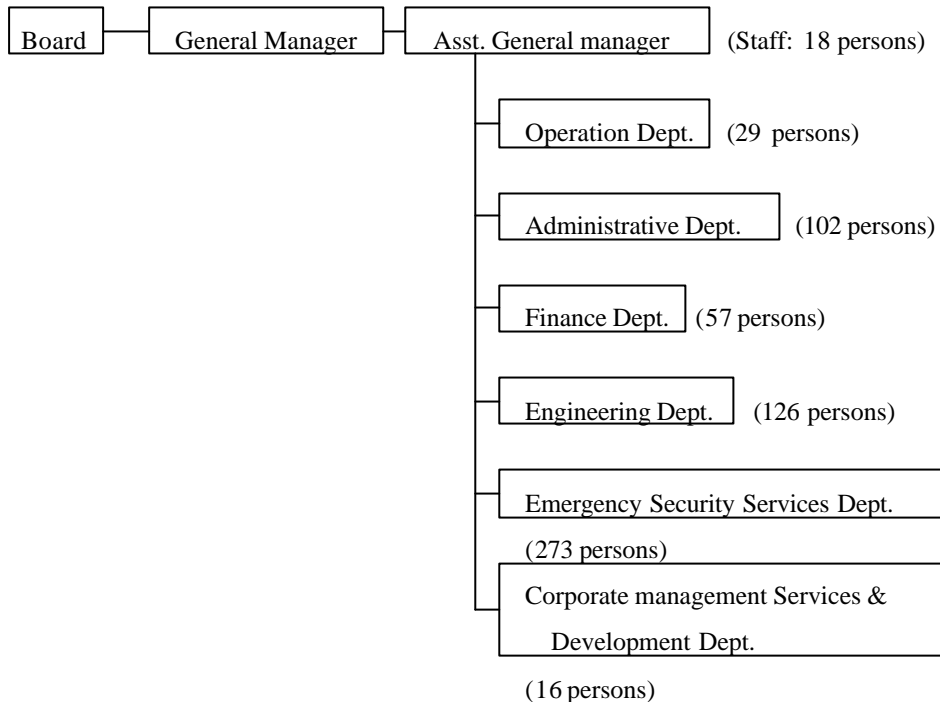 Board General Manager Asst. General manager (Staff: 18 persons)
Operation Dept. (29 persons)
Administrative Dept. (102 persons)
Finance Dept. (57 persons)
Engineering Dept. (126 persons)
Emergency Security Services Dept.
(273 persons)
Corporate management Services &
Development Dept.
(16 persons)